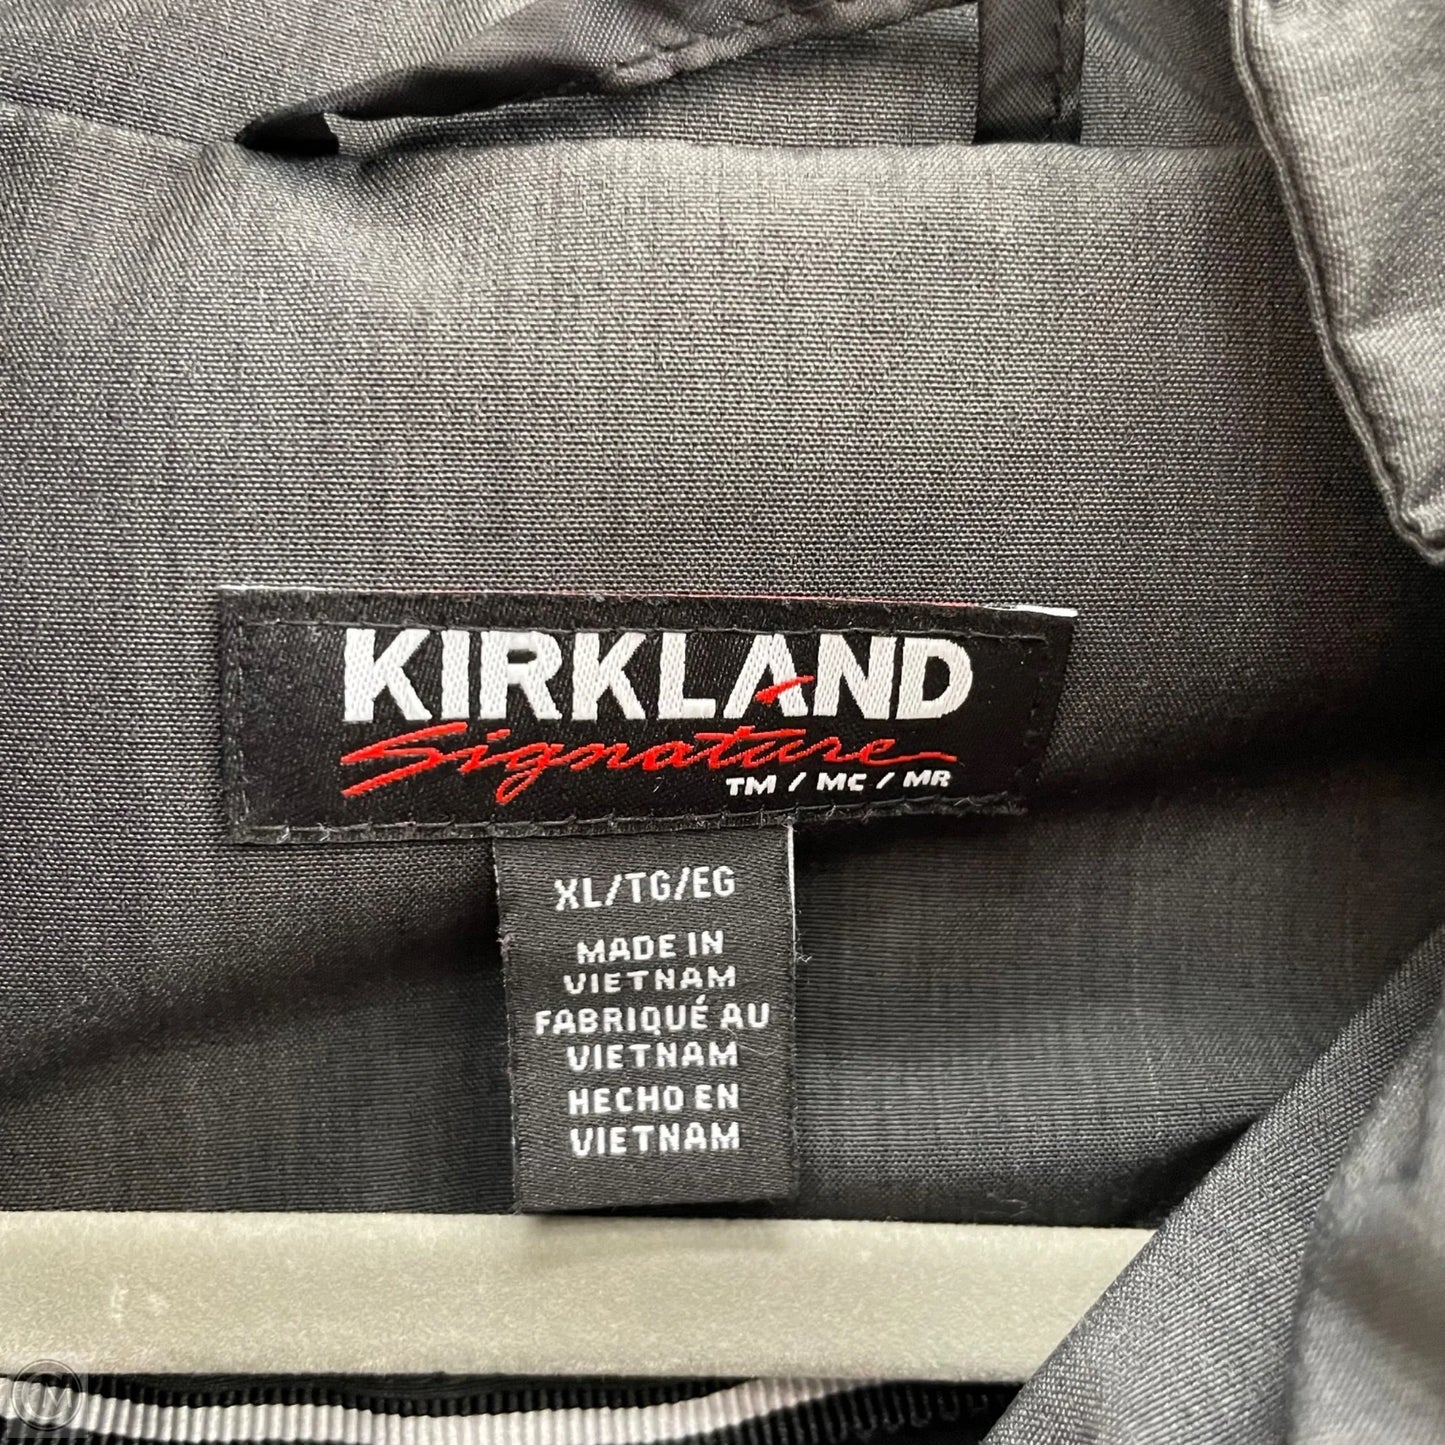 KIRKLAND
Signature
TM / MC / MR
XL/TG/EG
MADE IN
VIETNAM
FABRIQUÉ AU
VIETNAM
HECHO EN
VIETNAM